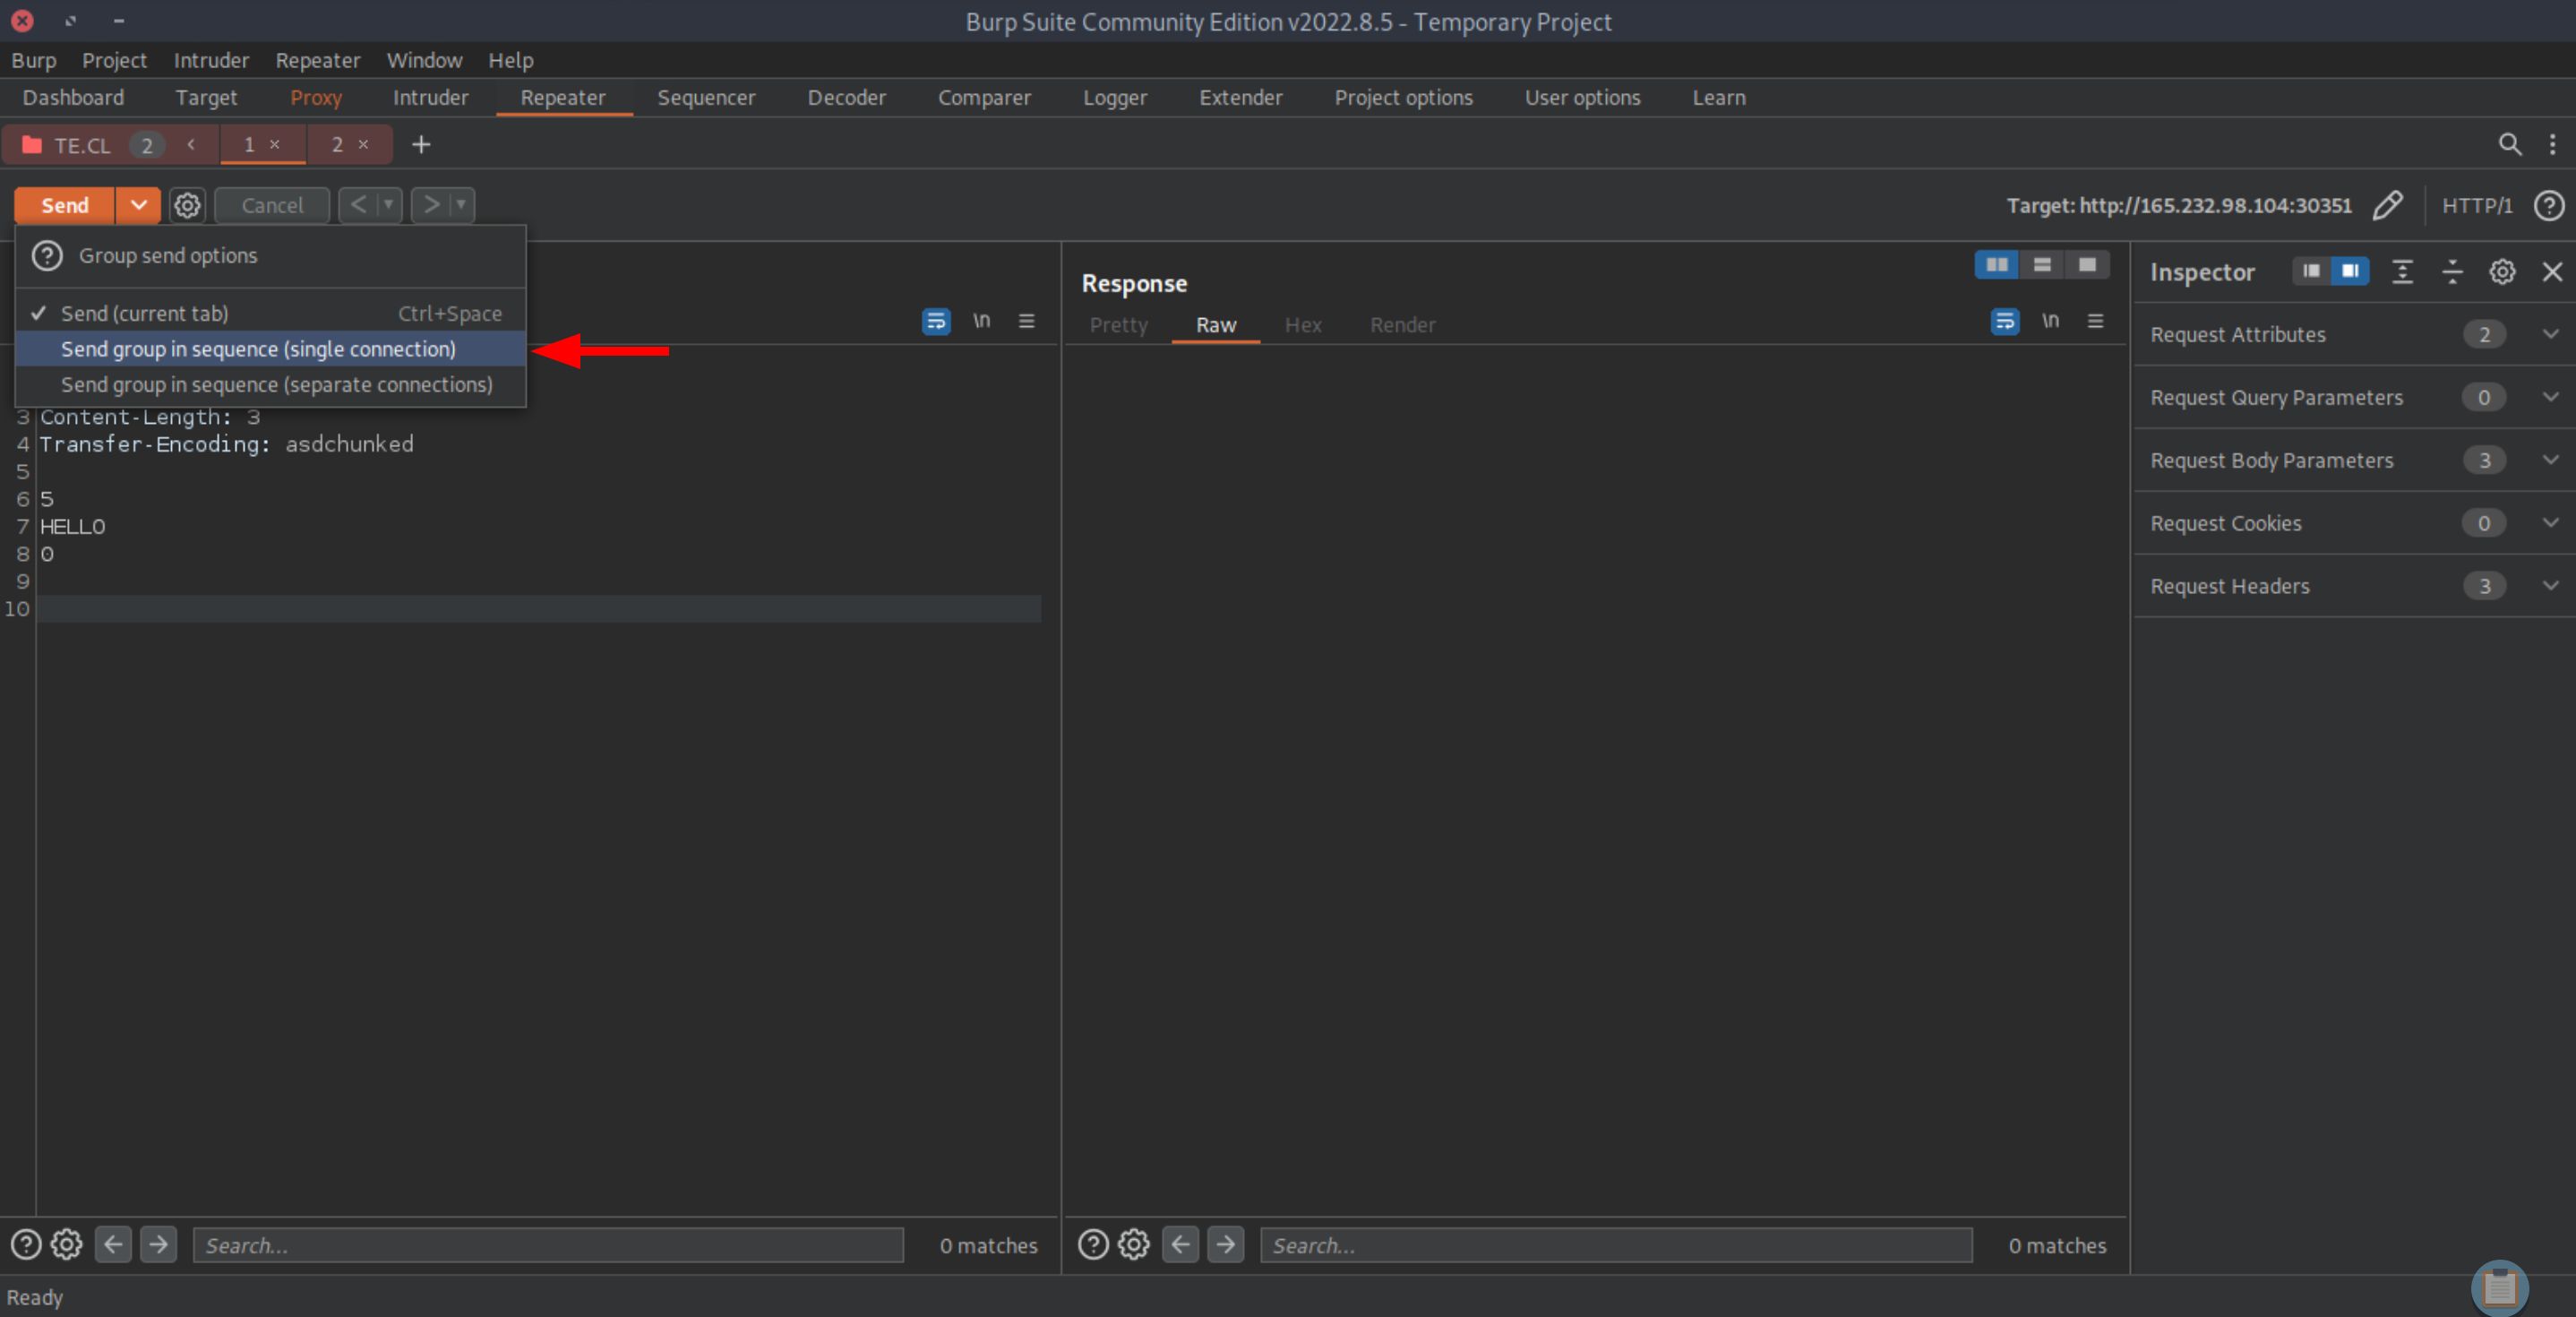 Burp Suite Community Edition v2022.8.5 - Temporary Project
Burp Project Intruder Repeater Window Help
Dashboard Target Proxy Intruder Repeater Sequencer Decoder Comparer Logger Extender Project options User options Learn
TE.CL 2 < 1 × 2 × +
Send Cancel < >
Target: http://165.232.98.104:30351 HTTP/1
Group send options
Send (current tab) Ctrl+Space
Send group in sequence (single connection)
Send group in sequence (separate connections)
\n
3 Content-Length: 3
4 Transfer-Encoding: asdchunked
5
6 5
7 HELLO
8 0
9
10
Search...
0 matches
Response
Pretty Raw Hex Render
\n
Search...
0 matches
Inspector
Request Attributes 2
Request Query Parameters 0
Request Body Parameters 3
Request Cookies 0
Request Headers 3
Ready